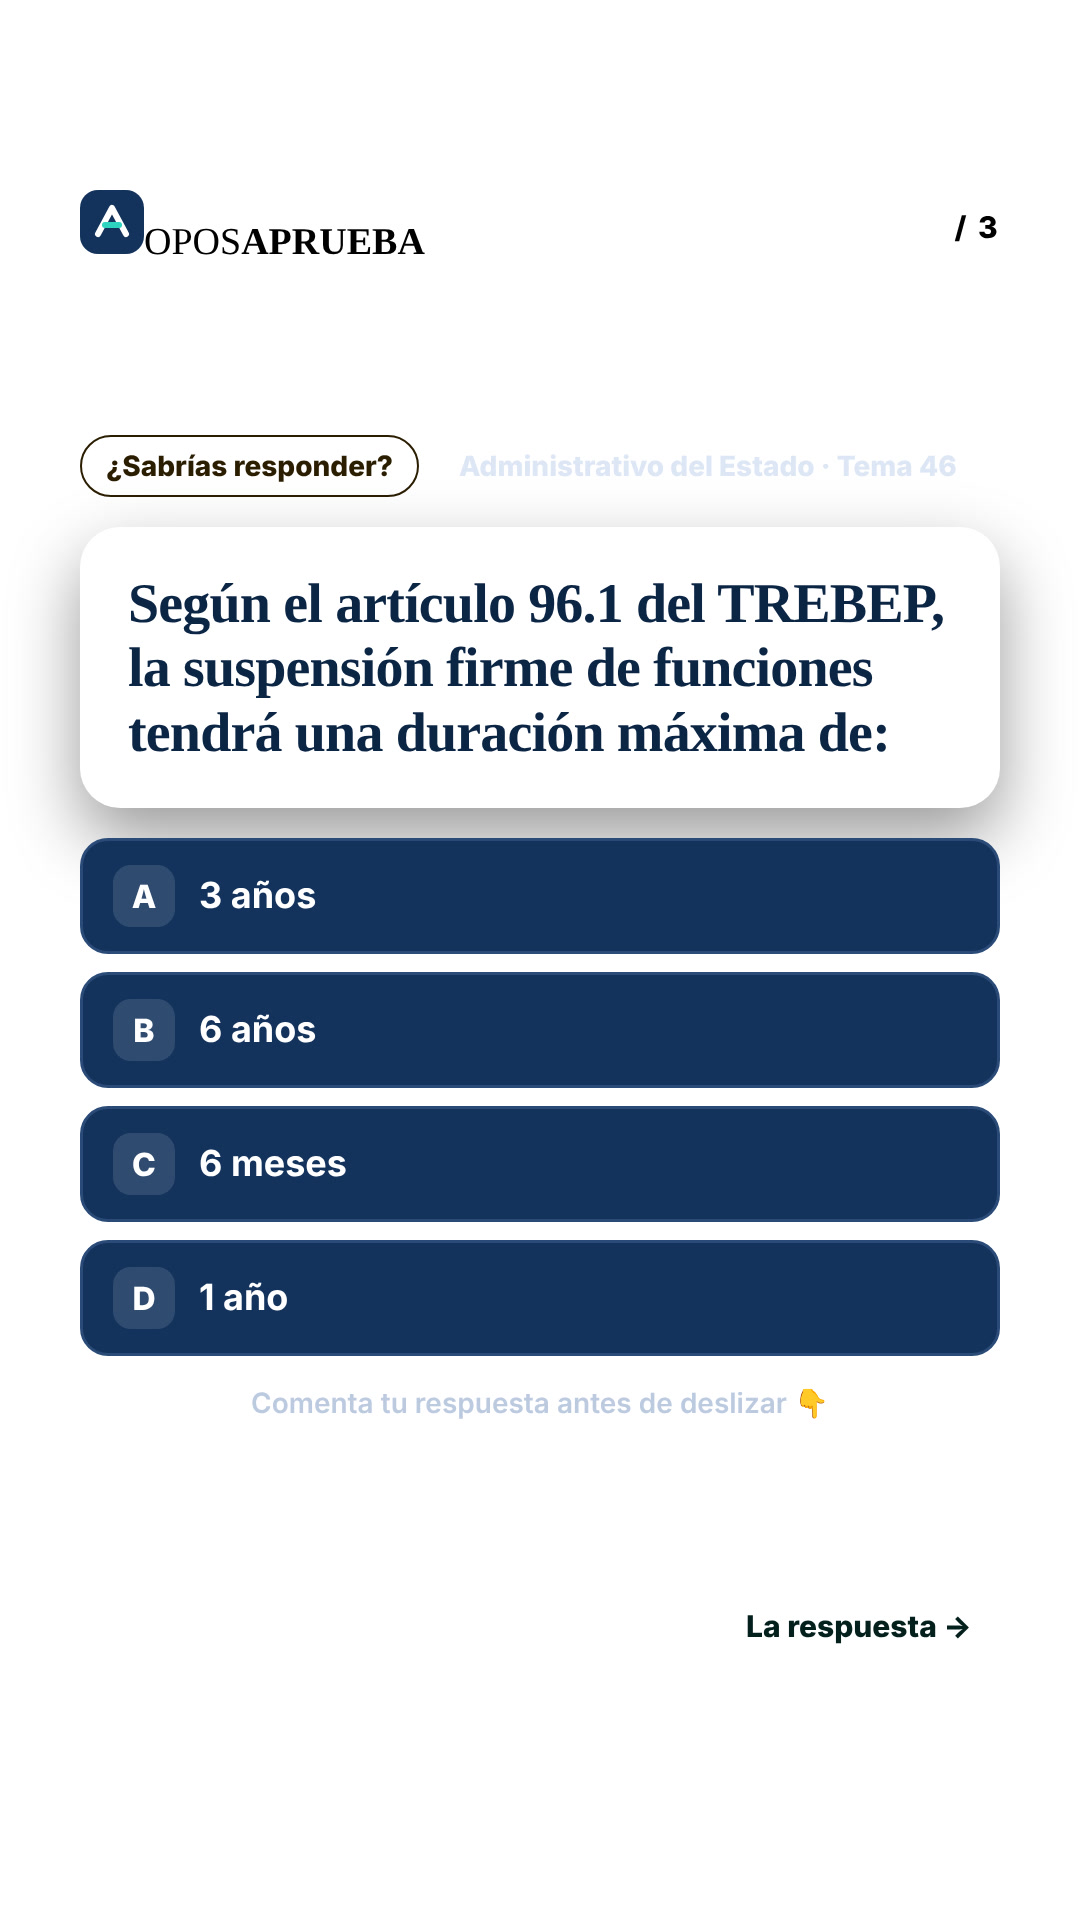 OPOSAPRUEBA
/ 3
¿Sabrías responder?
Administrativo del Estado · Tema 46
Según el artículo 96.1 del TREBEP,
la suspensión firme de funciones
tendrá una duración máxima de:
A 3 años
B 6 años
C 6 meses
D 1 año
Comenta tu respuesta antes de deslizar 👇
La respuesta →